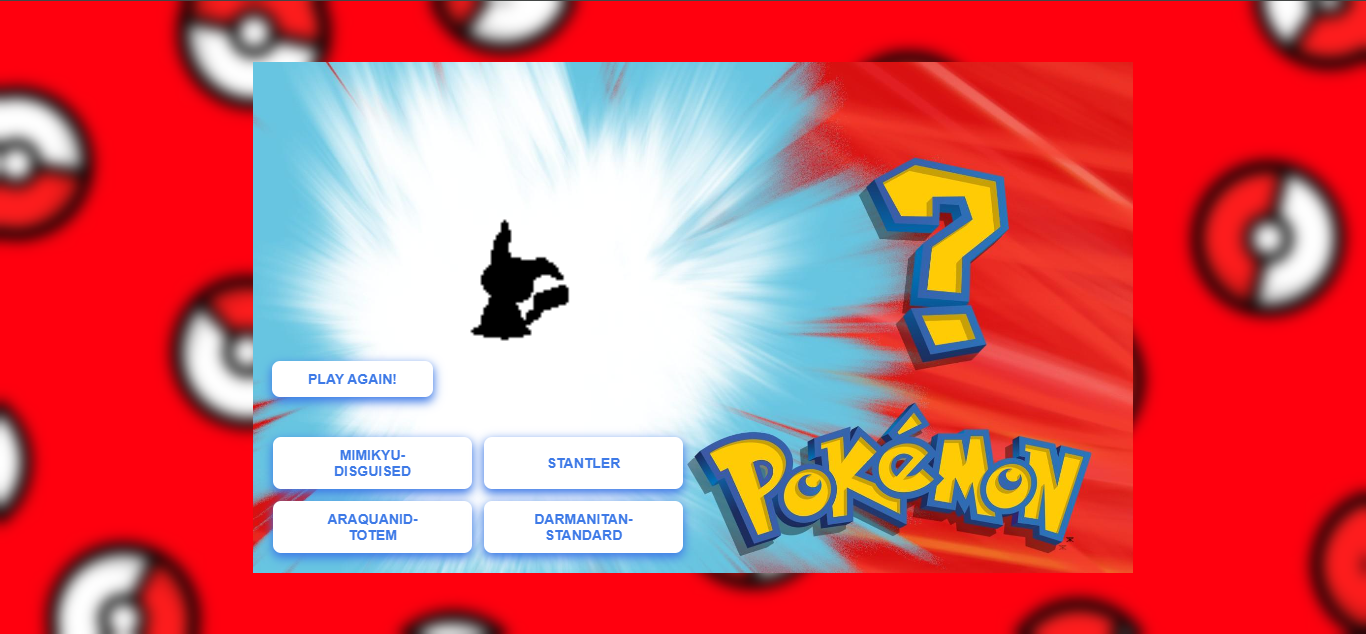 ?
PLAY AGAIN!
MIMIKYU-
DISGUISED
STANTLER
ARAQUANID-
TOTEM
DARMANITAN-
STANDARD
POKéMON